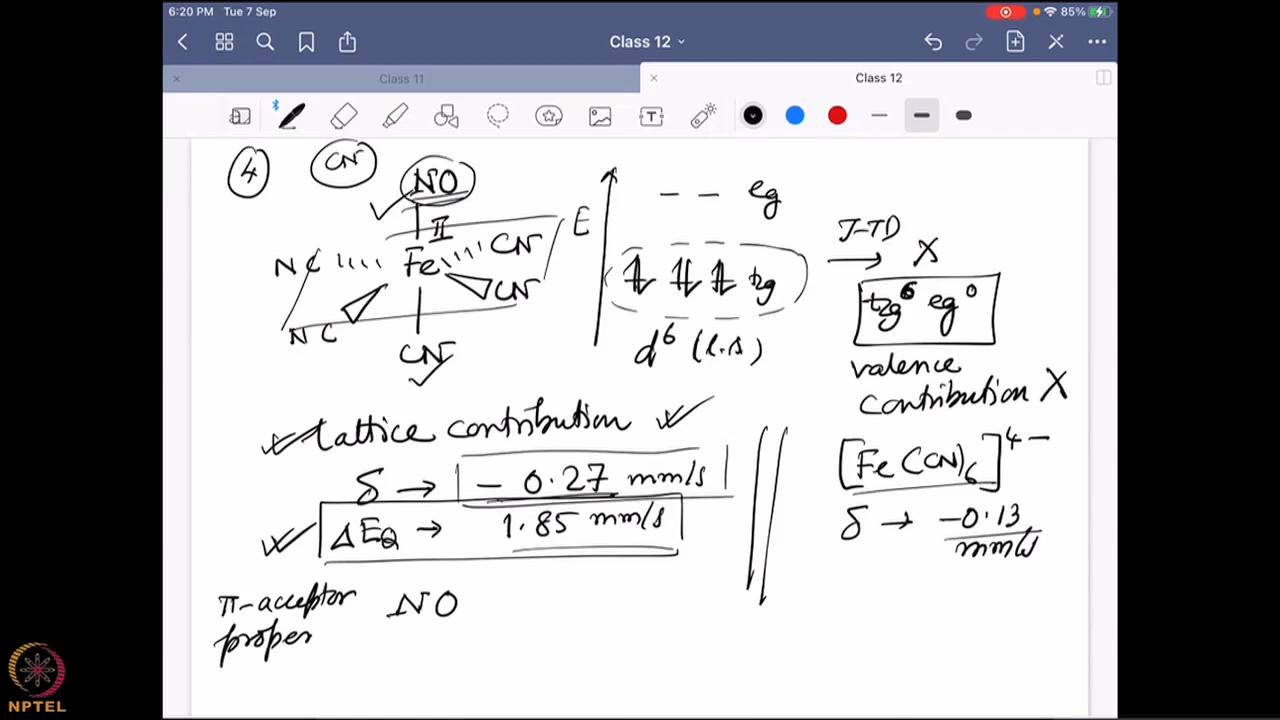 6:20 PM Tue 7 Sep
85%
Class 12
Class 11
Class 12
4
CN
NO
II
NC Fe CN
CN
NC
CN
E
eg
t2g
d⁶ (l.s)
J-TD
→ X
t2g⁶ eg⁰
valence
contribution X
Lattice contribution
δ → - 0.27 mm/s
ΔEQ → 1.85 mm/s
[Fe(CN)₆]⁴⁻
δ → -0.13
mm/s
π-acceptor NO
proper
NPTEL